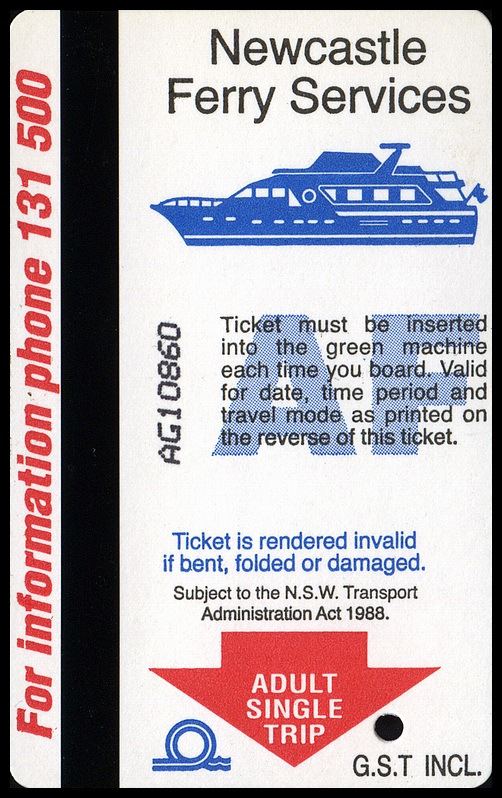 Newcastle
Ferry Services
For information phone 131 500
AG10860
AF
Ticket must be inserted
into the green machine
each time you board. Valid
for date, time period and
travel mode as printed on
the reverse of this ticket.
Ticket is rendered invalid
if bent, folded or damaged.
Subject to the N.S.W. Transport
Administration Act 1988.
ADULT
SINGLE
TRIP
G.S.T INCL.